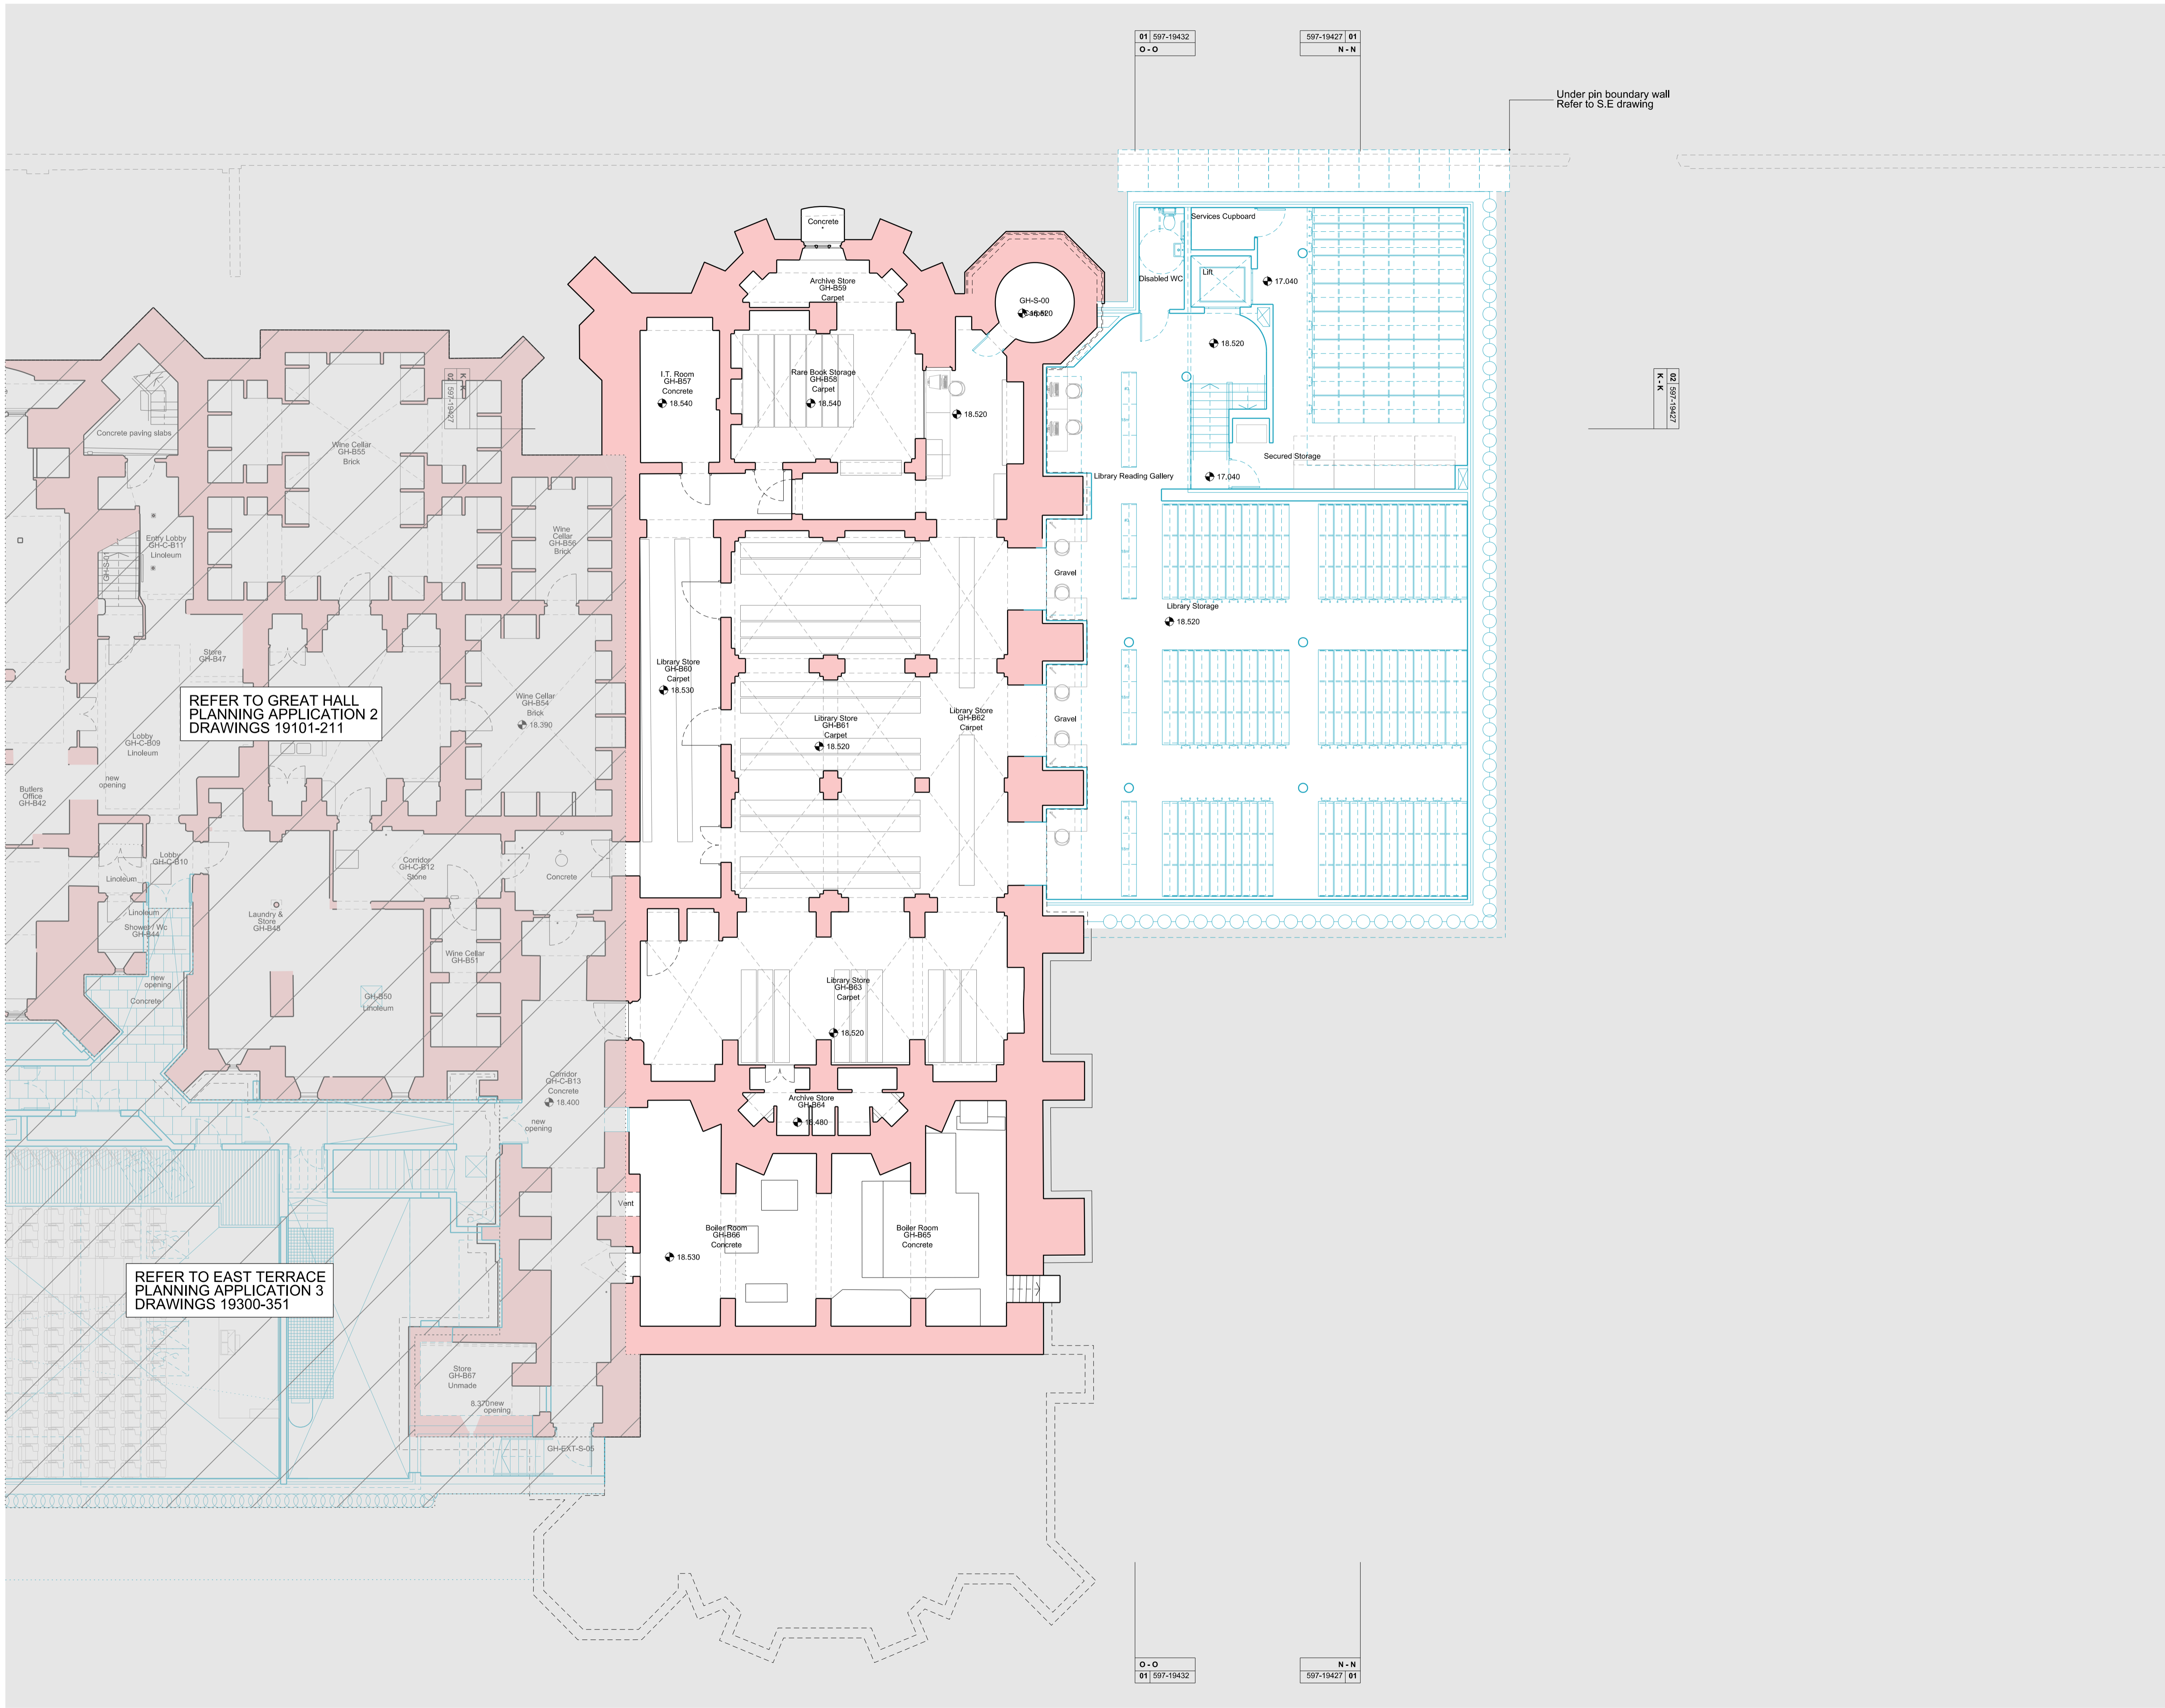 01 597-19432
O - O
597-19427 01
N - N
Under pin boundary wall
Refer to S.E drawing
Concrete
Services Cupboard
Disabled WC
Lift
17.040
Archive Store
GH-B59
Carpet
GH-S-00
18.520
18.520
02 597-19427
K - K
K - K
02 597-19427
I.T. Room
GH-B57
Concrete
18.540
Rare Book Storage
GH-B58
Carpet
18.540
18.520
Concrete paving slabs
Wine Cellar
GH-B55
Brick
Secured Storage
Library Reading Gallery
17.040
Entry Lobby
GH-C-B11
Linoleum
Wine
Cellar
GH-B56
Brick
Gravel
Library Storage
18.520
Store
GH-B47
Library Store
GH-B60
Carpet
18.530
REFER TO GREAT HALL
PLANNING APPLICATION 2
DRAWINGS 19101-211
Wine Cellar
GH-B54
Brick
18.390
Library Store
GH-B61
Carpet
18.520
Library Store
GH-B62
Carpet
Gravel
Lobby
GH-C-B09
Linoleum
new
opening
Butlers
Office
GH-B42
Lobby
GH-C-B10
Linoleum
Corridor
GH-C-B12
Stone
Concrete
Linoleum
Shower / Wc
GH-B44
Laundry &
Store
GH-B48
Wine Cellar
GH-B51
new
opening
Concrete
GH-B50
Linoleum
Library Store
GH-B63
Carpet
18.520
Corridor
GH-C-B13
Concrete
18.400
new
opening
Archive Store
GH-B64
18.480
Vent
Boiler Room
GH-B66
Concrete
18.530
Boiler Room
GH-B65
Concrete
REFER TO EAST TERRACE
PLANNING APPLICATION 3
DRAWINGS 19300-351
Store
GH-B67
Unmade
8.370new
opening
GH-EXT-S-05
O - O
01 597-19432
N - N
597-19427 01